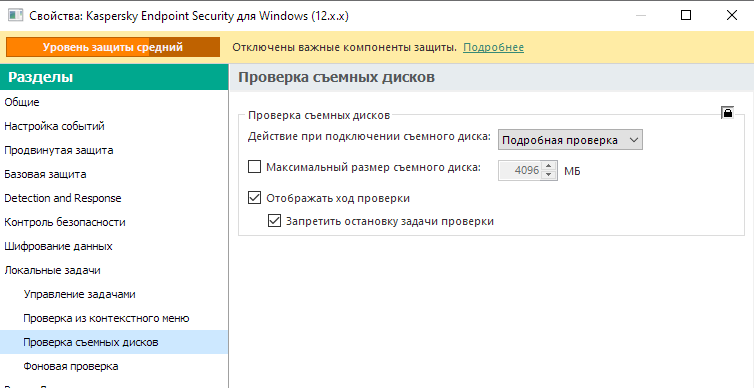 Свойства: Kaspersky Endpoint Security для Windows (12.x.x)
Уровень защиты средний
Отключены важные компоненты защиты. Подробнее
Разделы
Общие
Настройка событий
Продвинутая защита
Базовая защита
Detection and Response
Контроль безопасности
Шифрование данных
Локальные задачи
Управление задачами
Проверка из контекстного меню
Проверка съемных дисков
Фоновая проверка
Проверка съемных дисков
Проверка съемных дисков
Действие при подключении съемного диска: Подробная проверка
Максимальный размер съемного диска: 4096 МБ
Отображать ход проверки
Запретить остановку задачи проверки